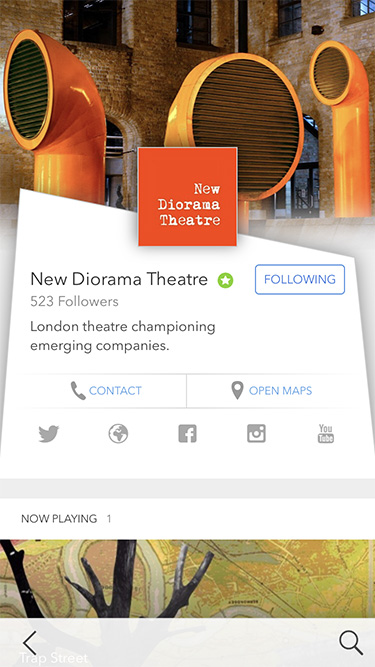 New
Diorama
Theatre
New Diorama Theatre
523 Followers
FOLLOWING
London theatre championing
emerging companies.
CONTACT
OPEN MAPS
You
Tube
NOW PLAYING 1
Trap Street